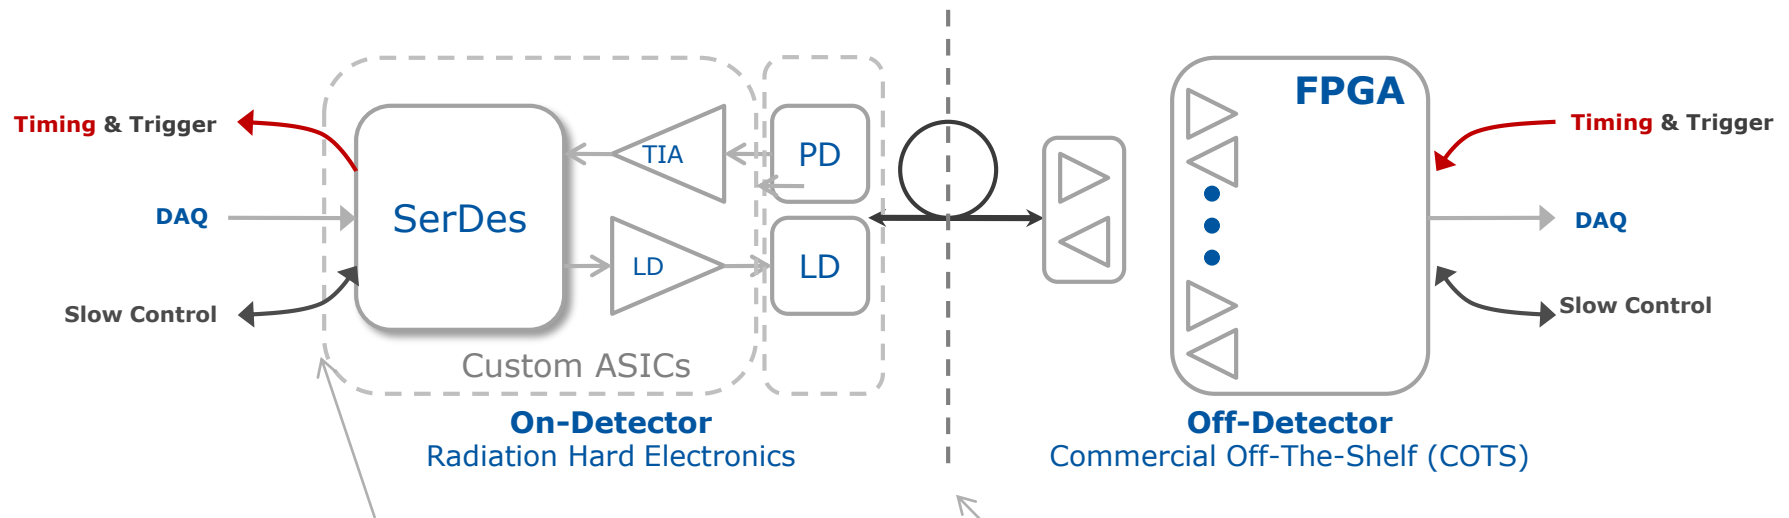 FPGA
Timing & Trigger
TIA
PD
Timing & Trigger
DAQ
SerDes
DAQ
LD
LD
Slow Control
Slow Control
Custom ASICs
On-Detector
Radiation Hard Electronics
Off-Detector
Commercial Off-The-Shelf (COTS)